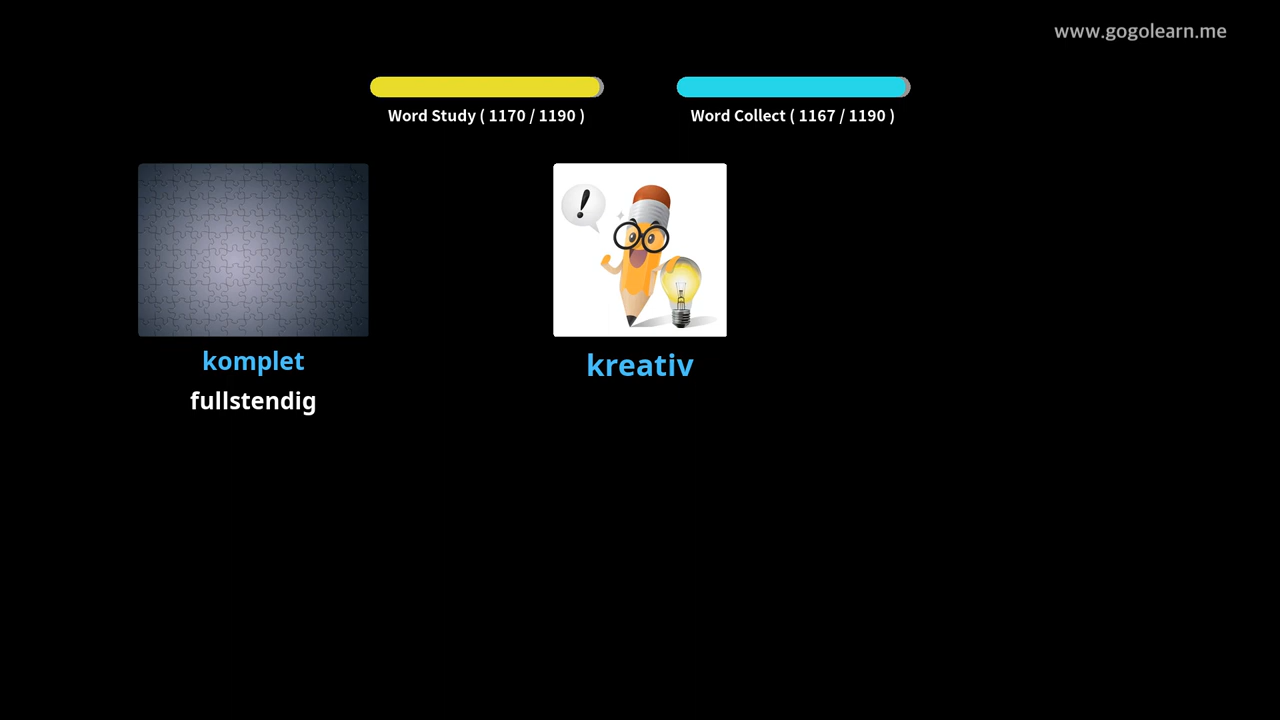 www.gogolearn.me
Word Study ( 1170 / 1190 )
Word Collect ( 1167 / 1190 )
!
komplet
fullstendig
kreativ